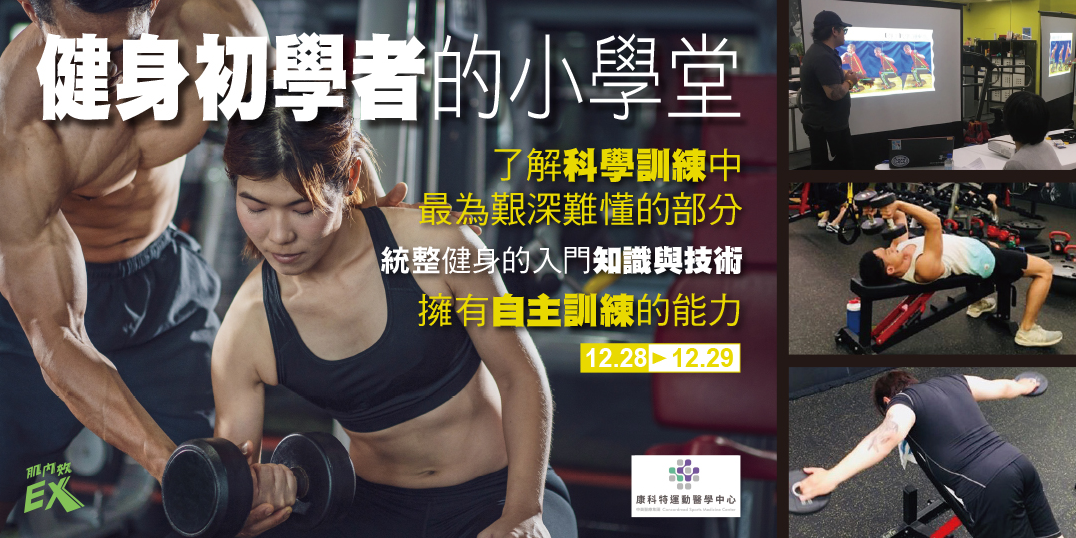 健身初學者的小學堂
了解科學訓練中
最為艱深難懂的部分
統整健身的入門知識與技術
擁有自主訓練的能力
12.28▶12.29
肌內效
EX
康科特運動醫學中心